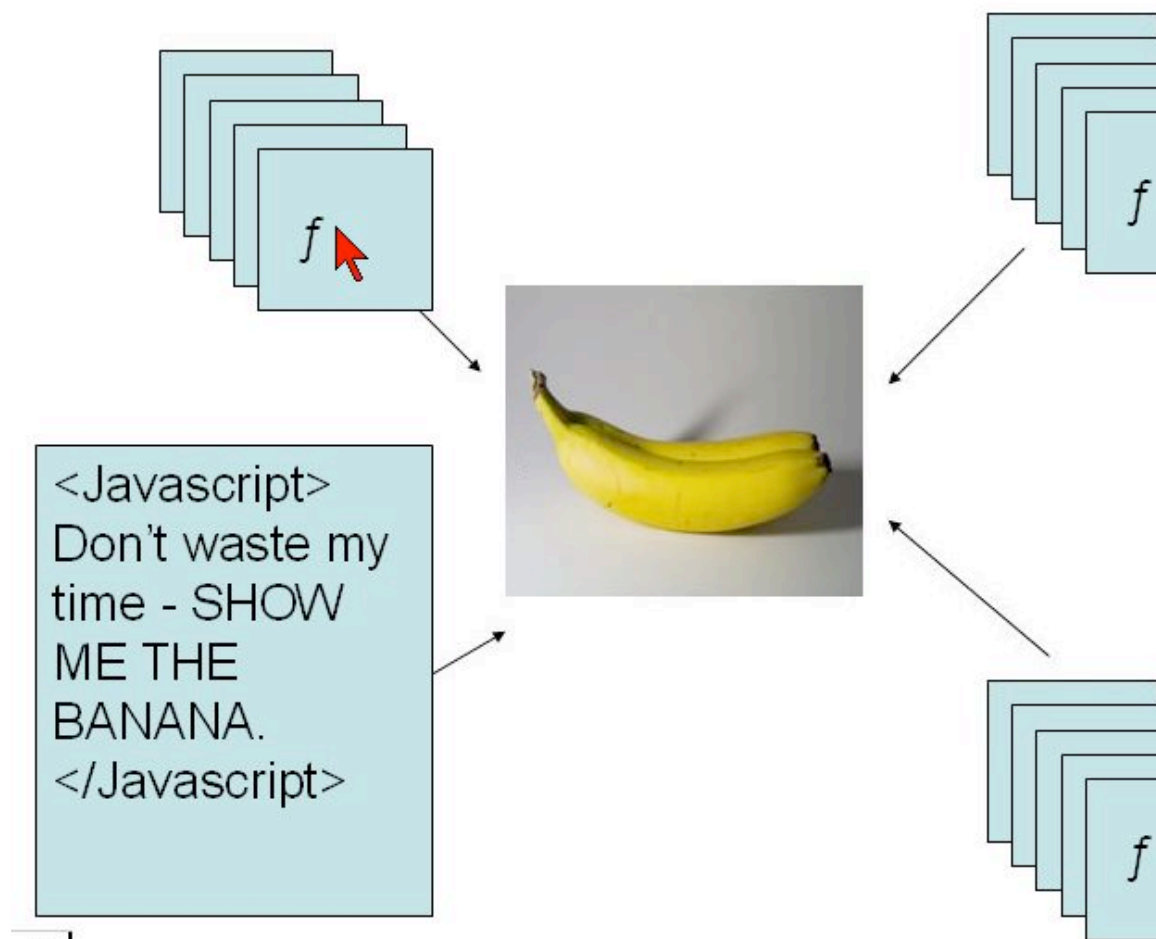 ƒ
ƒ
<Javascript>
Don't waste my
time - SHOW
ME THE
BANANA.
</Javascript>
ƒ